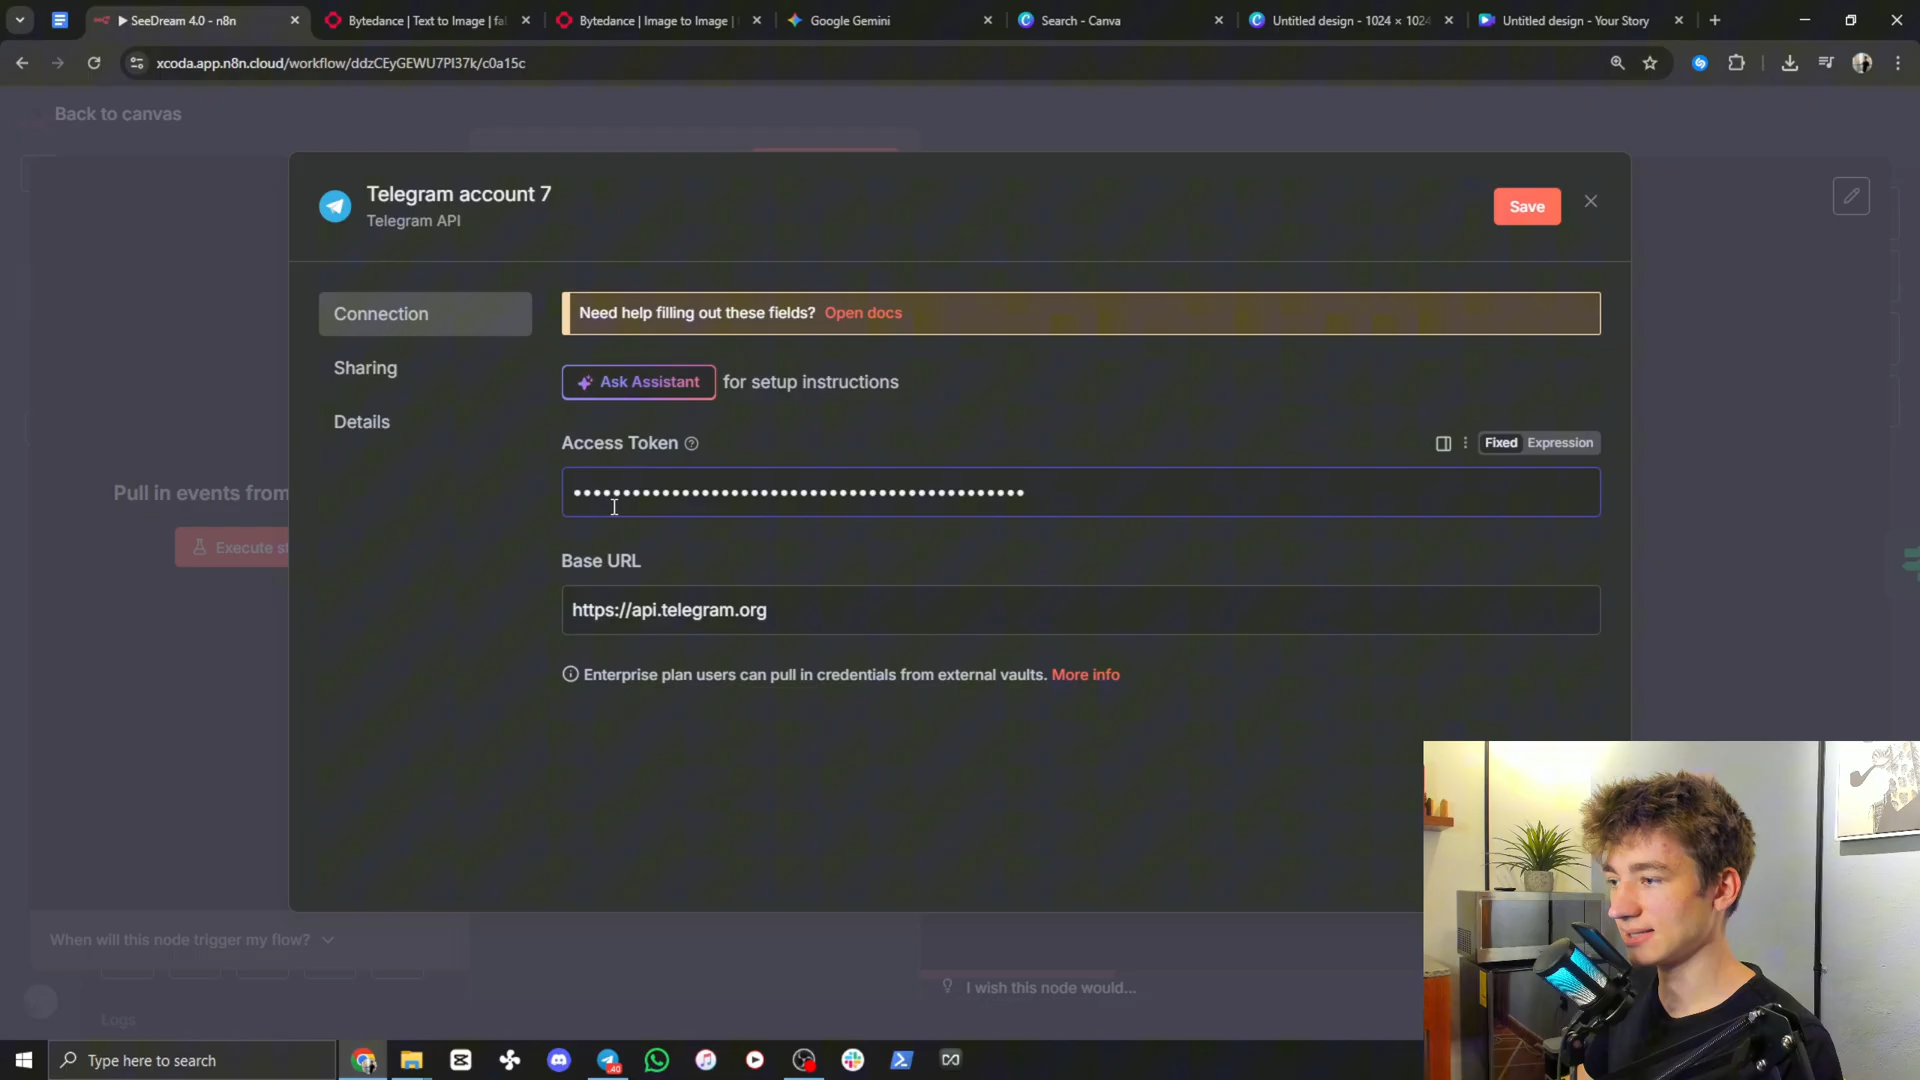 SeeDream 4.0 - n8n
Bytedance | Text to Image | fal
Bytedance | Image to Image |
Google Gemini
Search - Canva
Untitled design - 1024 × 1024
Untitled design - Your Story
xcoda.app.n8n.cloud/workflow/ddzCEyGEWU7PI37k/c0a15c
Back to canvas
Telegram account 7
Telegram API
Save
Connection
Sharing
Details
Need help filling out these fields? Open docs
Ask Assistant for setup instructions
Access Token
Fixed Expression
Pull in events from
Execute st
Base URL
https://api.telegram.org
Enterprise plan users can pull in credentials from external vaults. More info
When will this node trigger my flow?
I wish this node would...
Logs
Type here to search
40